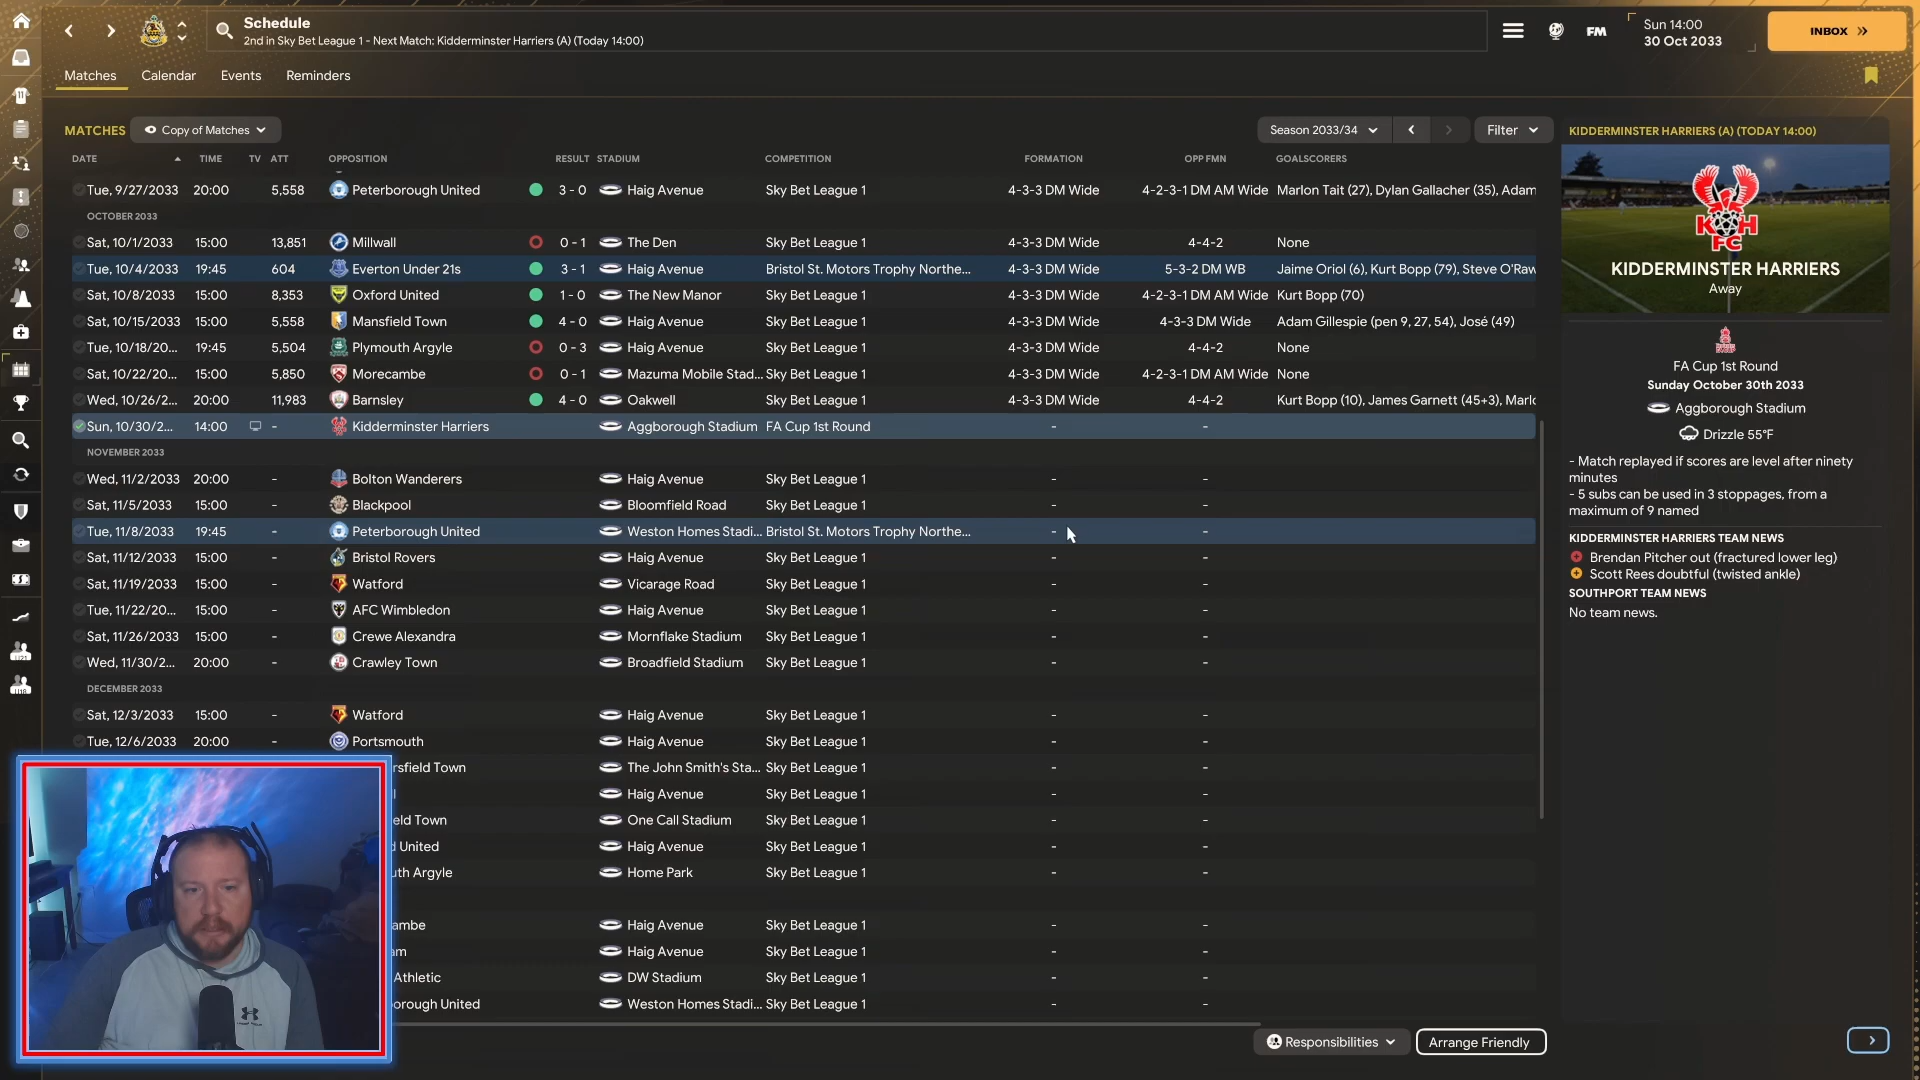 Schedule
2nd in Sky Bet League 1 - Next Match: Kidderminster Harriers (A) (Today 14:00)
FM
Sun 14:00
30 Oct 2033
INBOX
Matches Calendar Events Reminders
MATCHES Copy of Matches Season 2033/34 Filter
DATE TIME TV ATT OPPOSITION RESULT STADIUM COMPETITION FORMATION OPP FMN GOALSCORERS
Tue, 9/27/2033 20:00 5,558 Peterborough United 3 - 0 Haig Avenue Sky Bet League 1 4-3-3 DM Wide 4-2-3-1 DM AM Wide Marlon Tait (27), Dylan Gallacher (35), Adam
OCTOBER 2033
Sat, 10/1/2033 15:00 13,851 Millwall 0 - 1 The Den Sky Bet League 1 4-3-3 DM Wide 4-4-2 None
Tue, 10/4/2033 19:45 604 Everton Under 21s 3 - 1 Haig Avenue Bristol St. Motors Trophy Northe... 4-3-3 DM Wide 5-3-2 DM WB Jaime Oriol (6), Kurt Bopp (79), Steve O'Raw
Sat, 10/8/2033 15:00 8,353 Oxford United 1 - 0 The New Manor Sky Bet League 1 4-3-3 DM Wide 4-2-3-1 DM AM Wide Kurt Bopp (70)
Sat, 10/15/2033 15:00 5,558 Mansfield Town 4 - 0 Haig Avenue Sky Bet League 1 4-3-3 DM Wide 4-3-3 DM Wide Adam Gillespie (pen 9, 27, 54), José (49)
Tue, 10/18/20... 19:45 5,504 Plymouth Argyle 0 - 3 Haig Avenue Sky Bet League 1 4-3-3 DM Wide 4-4-2 None
Sat, 10/22/20... 15:00 5,850 Morecambe 0 - 1 Mazuma Mobile Stad... Sky Bet League 1 4-3-3 DM Wide 4-2-3-1 DM AM Wide None
Wed, 10/26/2... 20:00 11,983 Barnsley 4 - 0 Oakwell Sky Bet League 1 4-3-3 DM Wide 4-4-2 Kurt Bopp (10), James Garnett (45+3), Marlo
Sun, 10/30/2... 14:00 - Kidderminster Harriers Aggborough Stadium FA Cup 1st Round - -
NOVEMBER 2033
Wed, 11/2/2033 20:00 - Bolton Wanderers Haig Avenue Sky Bet League 1 - -
Sat, 11/5/2033 15:00 - Blackpool Bloomfield Road Sky Bet League 1 - -
Tue, 11/8/2033 19:45 - Peterborough United Weston Homes Stadi... Bristol St. Motors Trophy Northe... - -
Sat, 11/12/2033 15:00 - Bristol Rovers Haig Avenue Sky Bet League 1 - -
Sat, 11/19/2033 15:00 - Watford Vicarage Road Sky Bet League 1 - -
Tue, 11/22/20... 15:00 - AFC Wimbledon Haig Avenue Sky Bet League 1 - -
Sat, 11/26/2033 15:00 - Crewe Alexandra Mornflake Stadium Sky Bet League 1 - -
Wed, 11/30/2... 20:00 - Crawley Town Broadfield Stadium Sky Bet League 1 - -
DECEMBER 2033
Sat, 12/3/2033 15:00 - Watford Haig Avenue Sky Bet League 1 - -
Tue, 12/6/2033 20:00 - Portsmouth Haig Avenue Sky Bet League 1 - -
rsfield Town The John Smith's Sta... Sky Bet League 1 - -
l Haig Avenue Sky Bet League 1 - -
eld Town One Call Stadium Sky Bet League 1 - -
d United Haig Avenue Sky Bet League 1 - -
uth Argyle Home Park Sky Bet League 1 - -
ambe Haig Avenue Sky Bet League 1 - -
am Haig Avenue Sky Bet League 1 - -
Athletic DW Stadium Sky Bet League 1 - -
orough United Weston Homes Stadi... Sky Bet League 1 - -
Responsibilities Arrange Friendly
KIDDERMINSTER HARRIERS (A) (TODAY 14:00)
KH
FC
KIDDERMINSTER HARRIERS
Away
FA Cup 1st Round
Sunday October 30th 2033
Aggborough Stadium
Drizzle 55°F
- Match replayed if scores are level after ninety
minutes
- 5 subs can be used in 3 stoppages, from a
maximum of 9 named
KIDDERMINSTER HARRIERS TEAM NEWS
Brendan Pitcher out (fractured lower leg)
Scott Rees doubtful (twisted ankle)
SOUTHPORT TEAM NEWS
No team news.